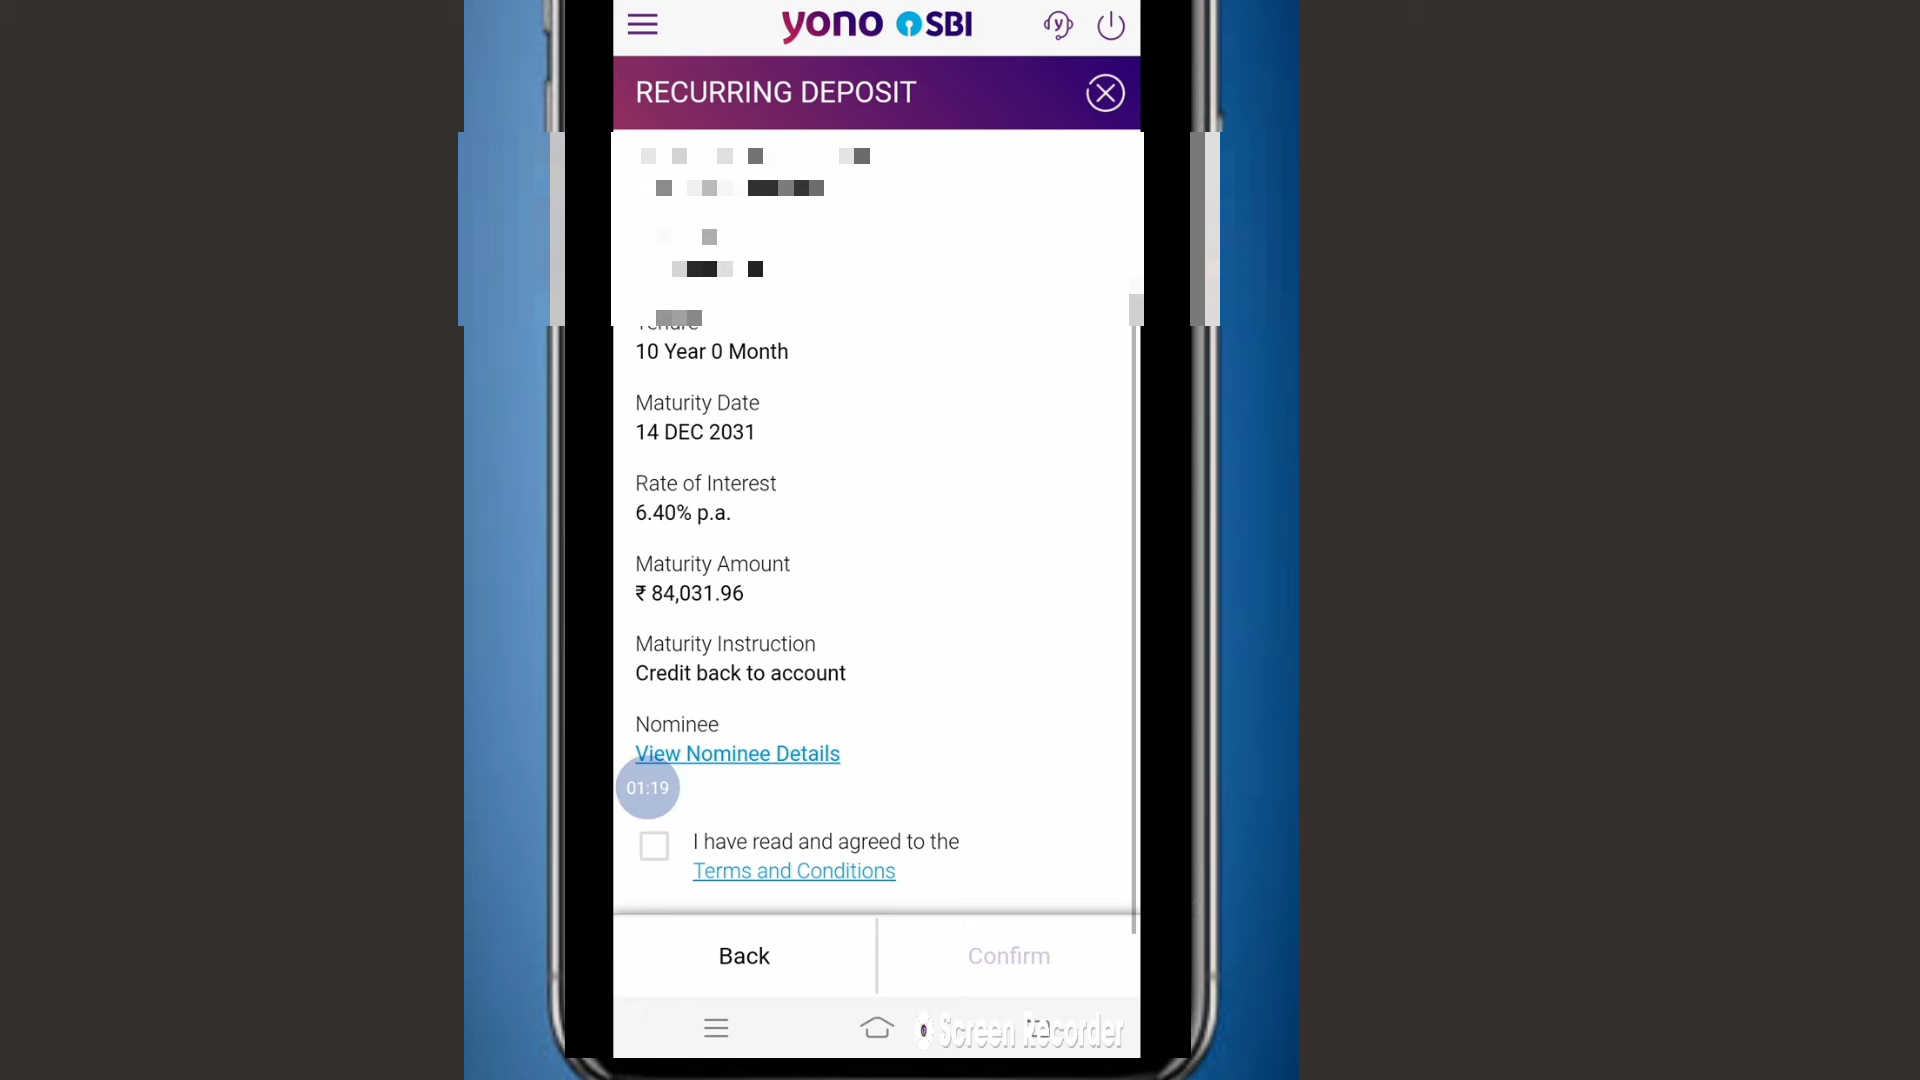 yono SBI
RECURRING DEPOSIT
Tenure
10 Year 0 Month
Maturity Date
14 DEC 2031
Rate of Interest
6.40% p.a.
Maturity Amount
₹ 84,031.96
Maturity Instruction
Credit back to account
Nominee
View Nominee Details
01:19
I have read and agreed to the
Terms and Conditions
Back
Confirm
Screen Recorder